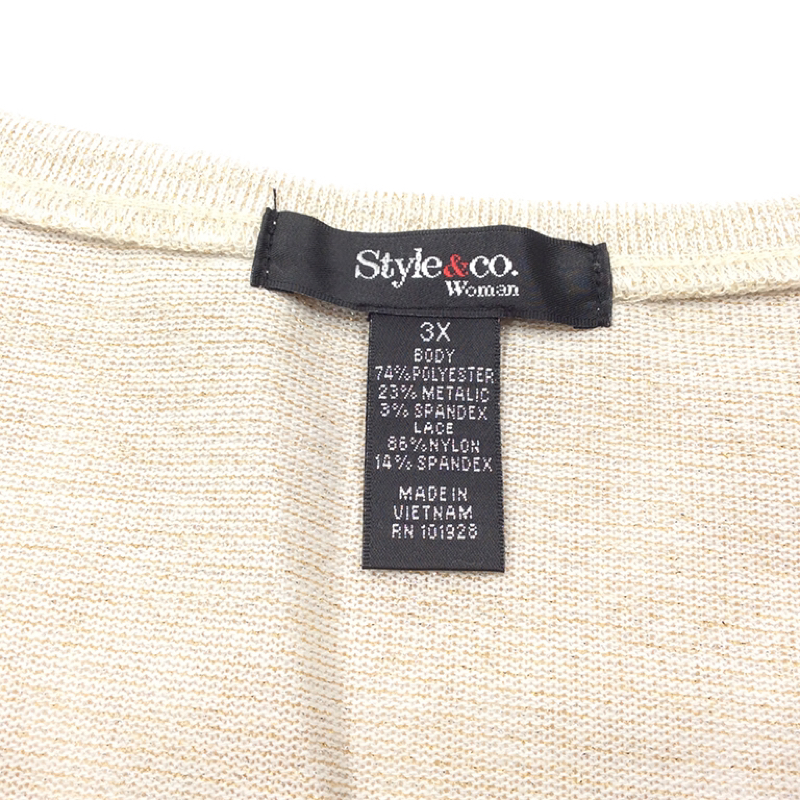 Style&co.
Woman
3X
BODY
74%POLYESTER
23% METALIC
3% SPANDEX
LACE
86%NYLON
14% SPANDEX
MADE IN
VIETNAM
RN 101928